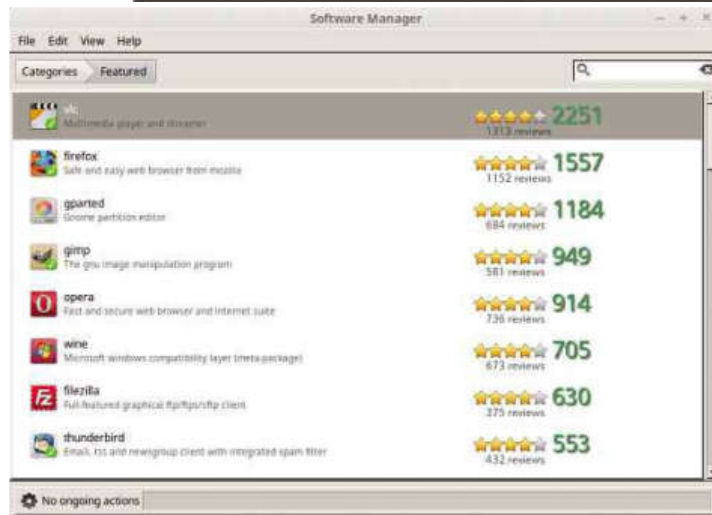 Software Manager
File Edit View Help
Categories Featured
vlc
Multimedia player and streamer
2251
1313 reviews
firefox
Safe and easy web browser from mozilla
1557
1152 reviews
gparted
Gnome partition editor
1184
684 reviews
gimp
The gnu image manipulation program
949
581 reviews
opera
Fast and secure web browser and internet suite
914
736 reviews
wine
Microsoft windows compatibility layer (meta-package)
705
673 reviews
filezilla
Full-featured graphical ftp/ftps/sftp client
630
375 reviews
thunderbird
Email, rss and newsgroup client with integrated spam filter
553
432 reviews
No ongoing actions